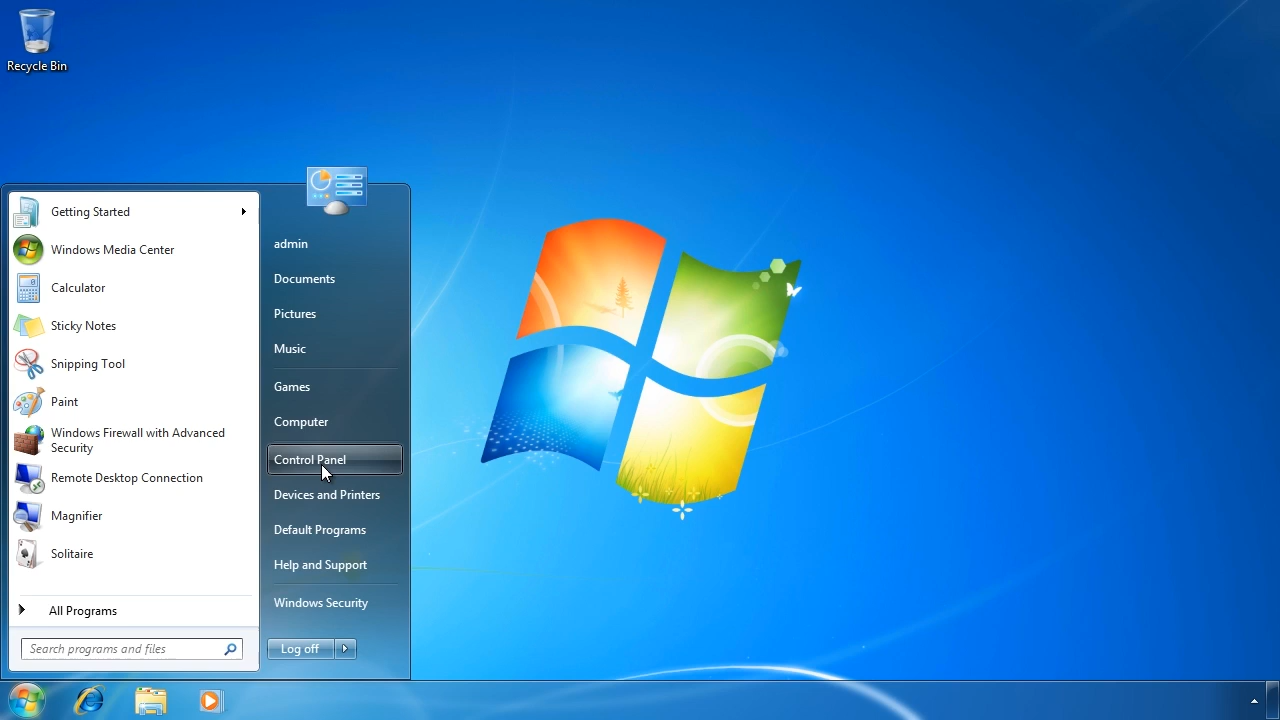 Recycle Bin
Getting Started
Windows Media Center
Calculator
Sticky Notes
Snipping Tool
Paint
Windows Firewall with Advanced
Security
Remote Desktop Connection
Magnifier
Solitaire
All Programs
Search programs and files
admin
Documents
Pictures
Music
Games
Computer
Control Panel
Devices and Printers
Default Programs
Help and Support
Windows Security
Log off